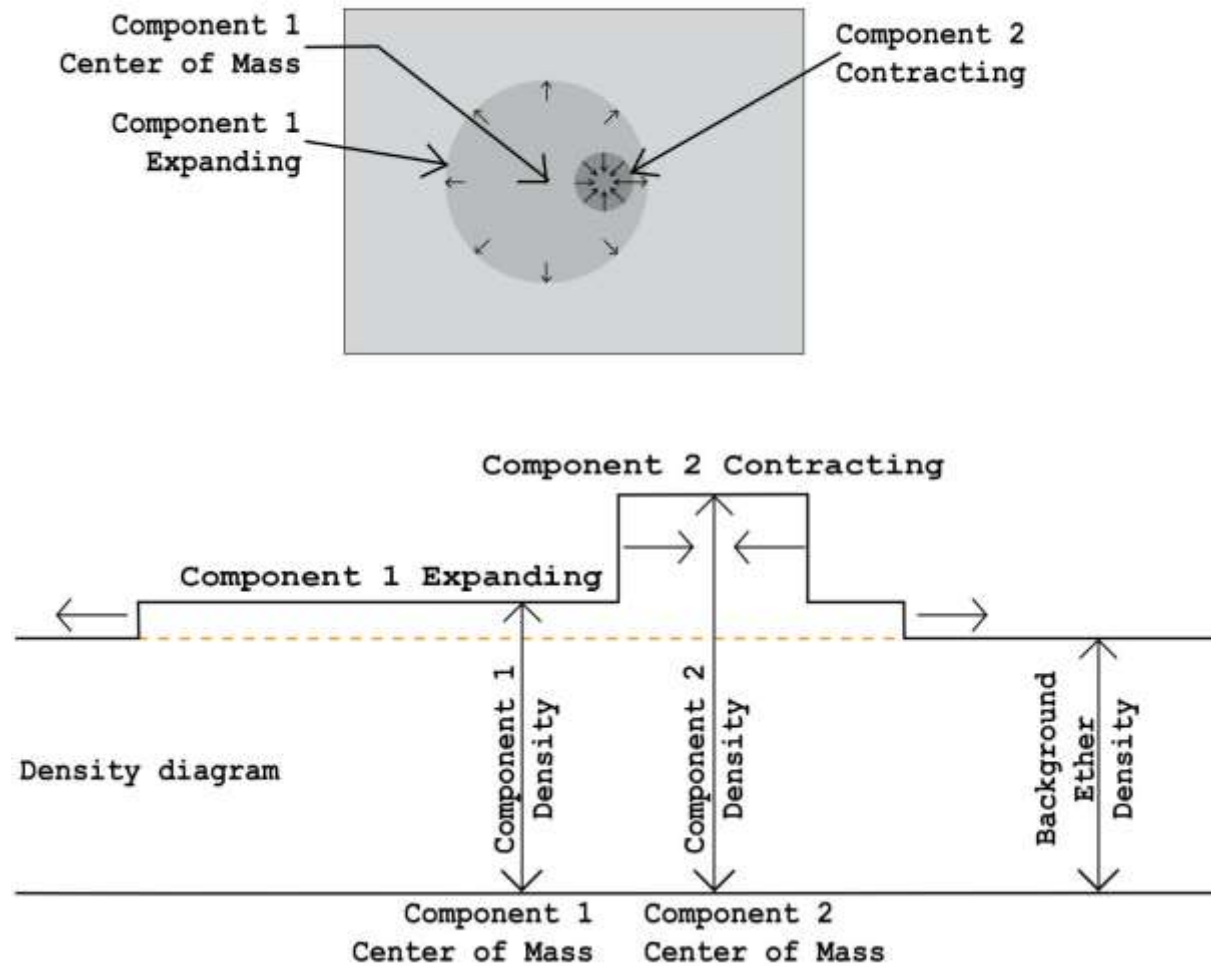 Component 1
Center of Mass
Component 1
Expanding
Component 2
Contracting
Component 2 Contracting
Component 1 Expanding
Component 1
Density
Component 2
Density
Background
Ether
Density
Density diagram
Component 1
Center of Mass
Component 2
Center of Mass